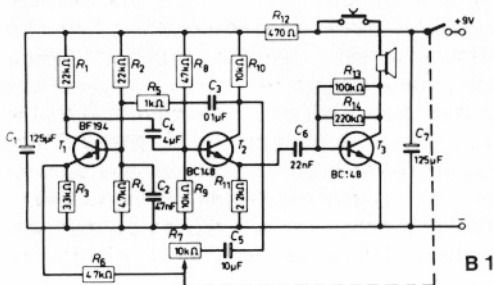 R12
470 Ω
+9V
R1
22kΩ
R2
22kΩ
R8
47kΩ
R10
10kΩ
R5
1kΩ
C3
0.1μF
R13
100kΩ
R14
220kΩ
C1
125μF
BF194
T1
C4
4μF
T2
BC148
C6
22nF
T3
BC148
C7
125μF
R3
3.3kΩ
R4
4.7kΩ
C2
47nF
R9
10kΩ
R11
2.2kΩ
R7
10kΩ
C5
10μF
R6
4.7kΩ
B 1